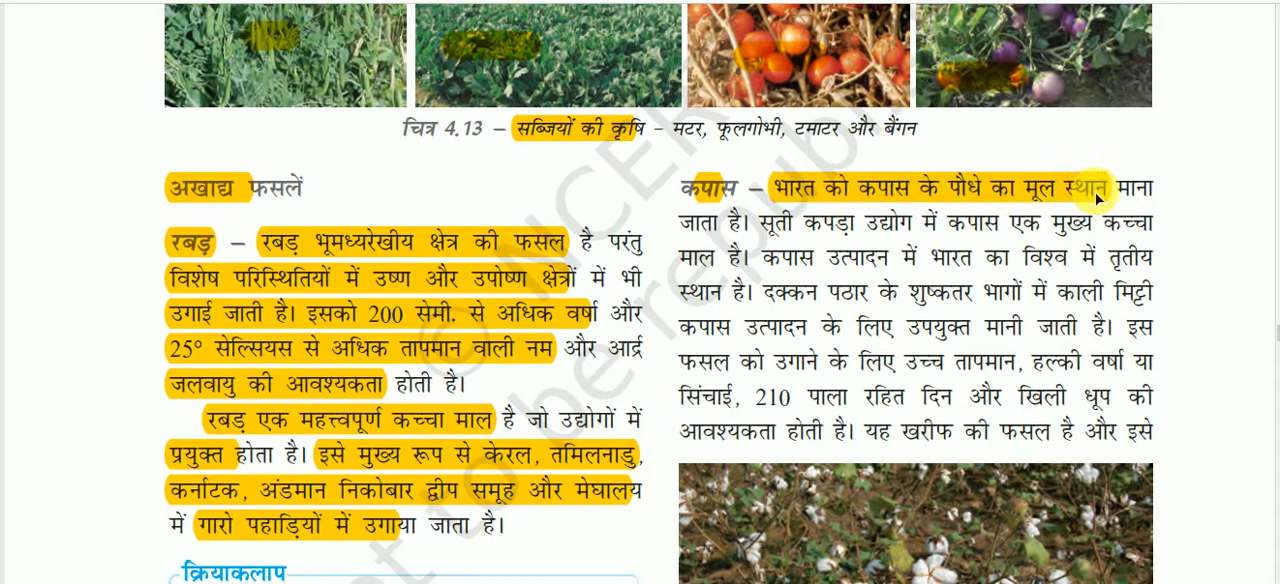 चित्र 4.13 – सब्जियों की कृषि – मटर, फूलगोभी, टमाटर और बैंगन
अखाद्य फसलें
रबड़ – रबड़ भूमध्यरेखीय क्षेत्र की फसल है परंतु
विशेष परिस्थितियों में उष्ण और उपोष्ण क्षेत्रों में भी
उगाई जाती है। इसको 200 सेमी. से अधिक वर्षा और
25° सेल्सियस से अधिक तापमान वाली नम और आर्द्र
जलवायु की आवश्यकता होती है।
रबड़ एक महत्त्वपूर्ण कच्चा माल है जो उद्योगों में
प्रयुक्त होता है। इसे मुख्य रूप से केरल, तमिलनाडु,
कर्नाटक, अंडमान निकोबार द्वीप समूह और मेघालय
में गारो पहाड़ियों में उगाया जाता है।
क्रियाकलाप
कपास – भारत को कपास के पौधे का मूल स्थान माना
जाता है। सूती कपड़ा उद्योग में कपास एक मुख्य कच्चा
माल है। कपास उत्पादन में भारत का विश्व में तृतीय
स्थान है। दक्कन पठार के शुष्कतर भागों में काली मिट्टी
कपास उत्पादन के लिए उपयुक्त मानी जाती है। इस
फसल को उगाने के लिए उच्च तापमान, हल्की वर्षा या
सिंचाई, 210 पाला रहित दिन और खिली धूप की
आवश्यकता होती है। यह खरीफ की फसल है और इसे
© NCER
to be republi